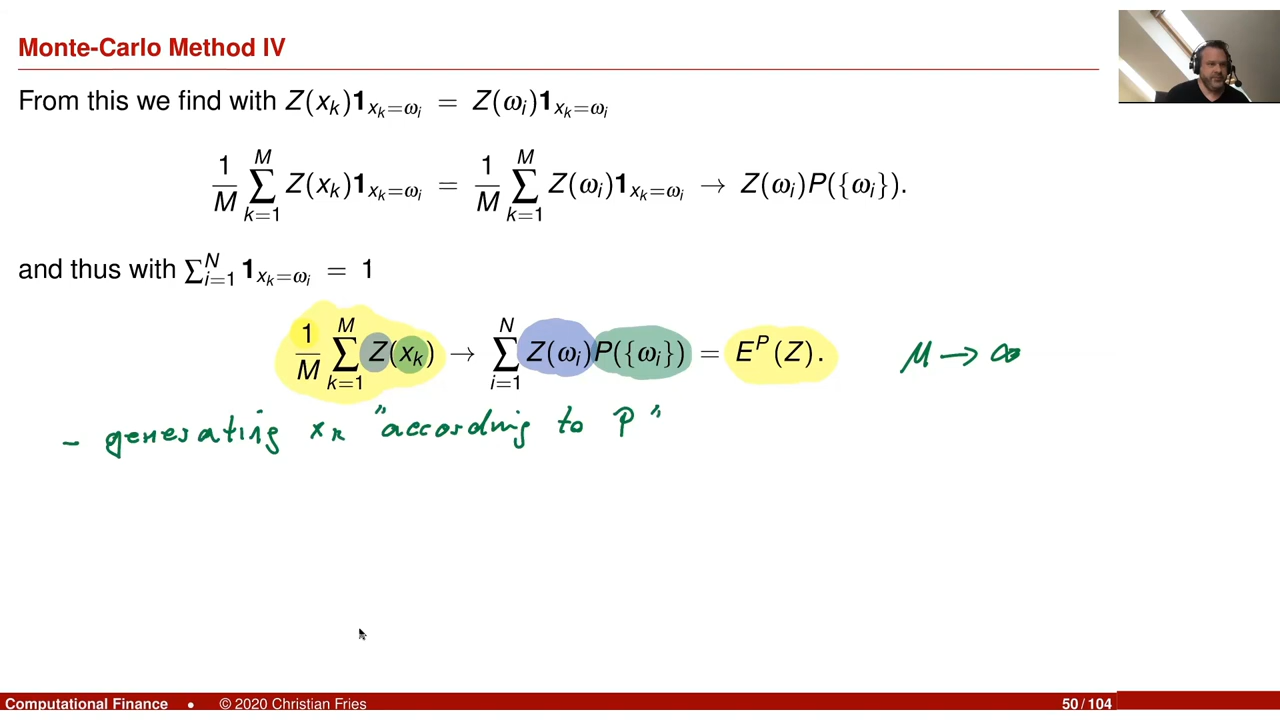 Monte-Carlo Method IV
From this we find with Z(x_k)1_{x_k=ω_i} = Z(ω_i)1_{x_k=ω_i}
1/M ∑_{k=1}^{M} Z(x_k)1_{x_k=ω_i} = 1/M ∑_{k=1}^{M} Z(ω_i)1_{x_k=ω_i} → Z(ω_i)P({ω_i}).
and thus with ∑_{i=1}^{N} 1_{x_k=ω_i} = 1
1/M ∑_{k=1}^{M} Z(x_k) → ∑_{i=1}^{N} Z(ω_i)P({ω_i}) = E^P(Z). M → ∞
- generating x_k "according to P"
Computational Finance • © 2020 Christian Fries 50 / 104